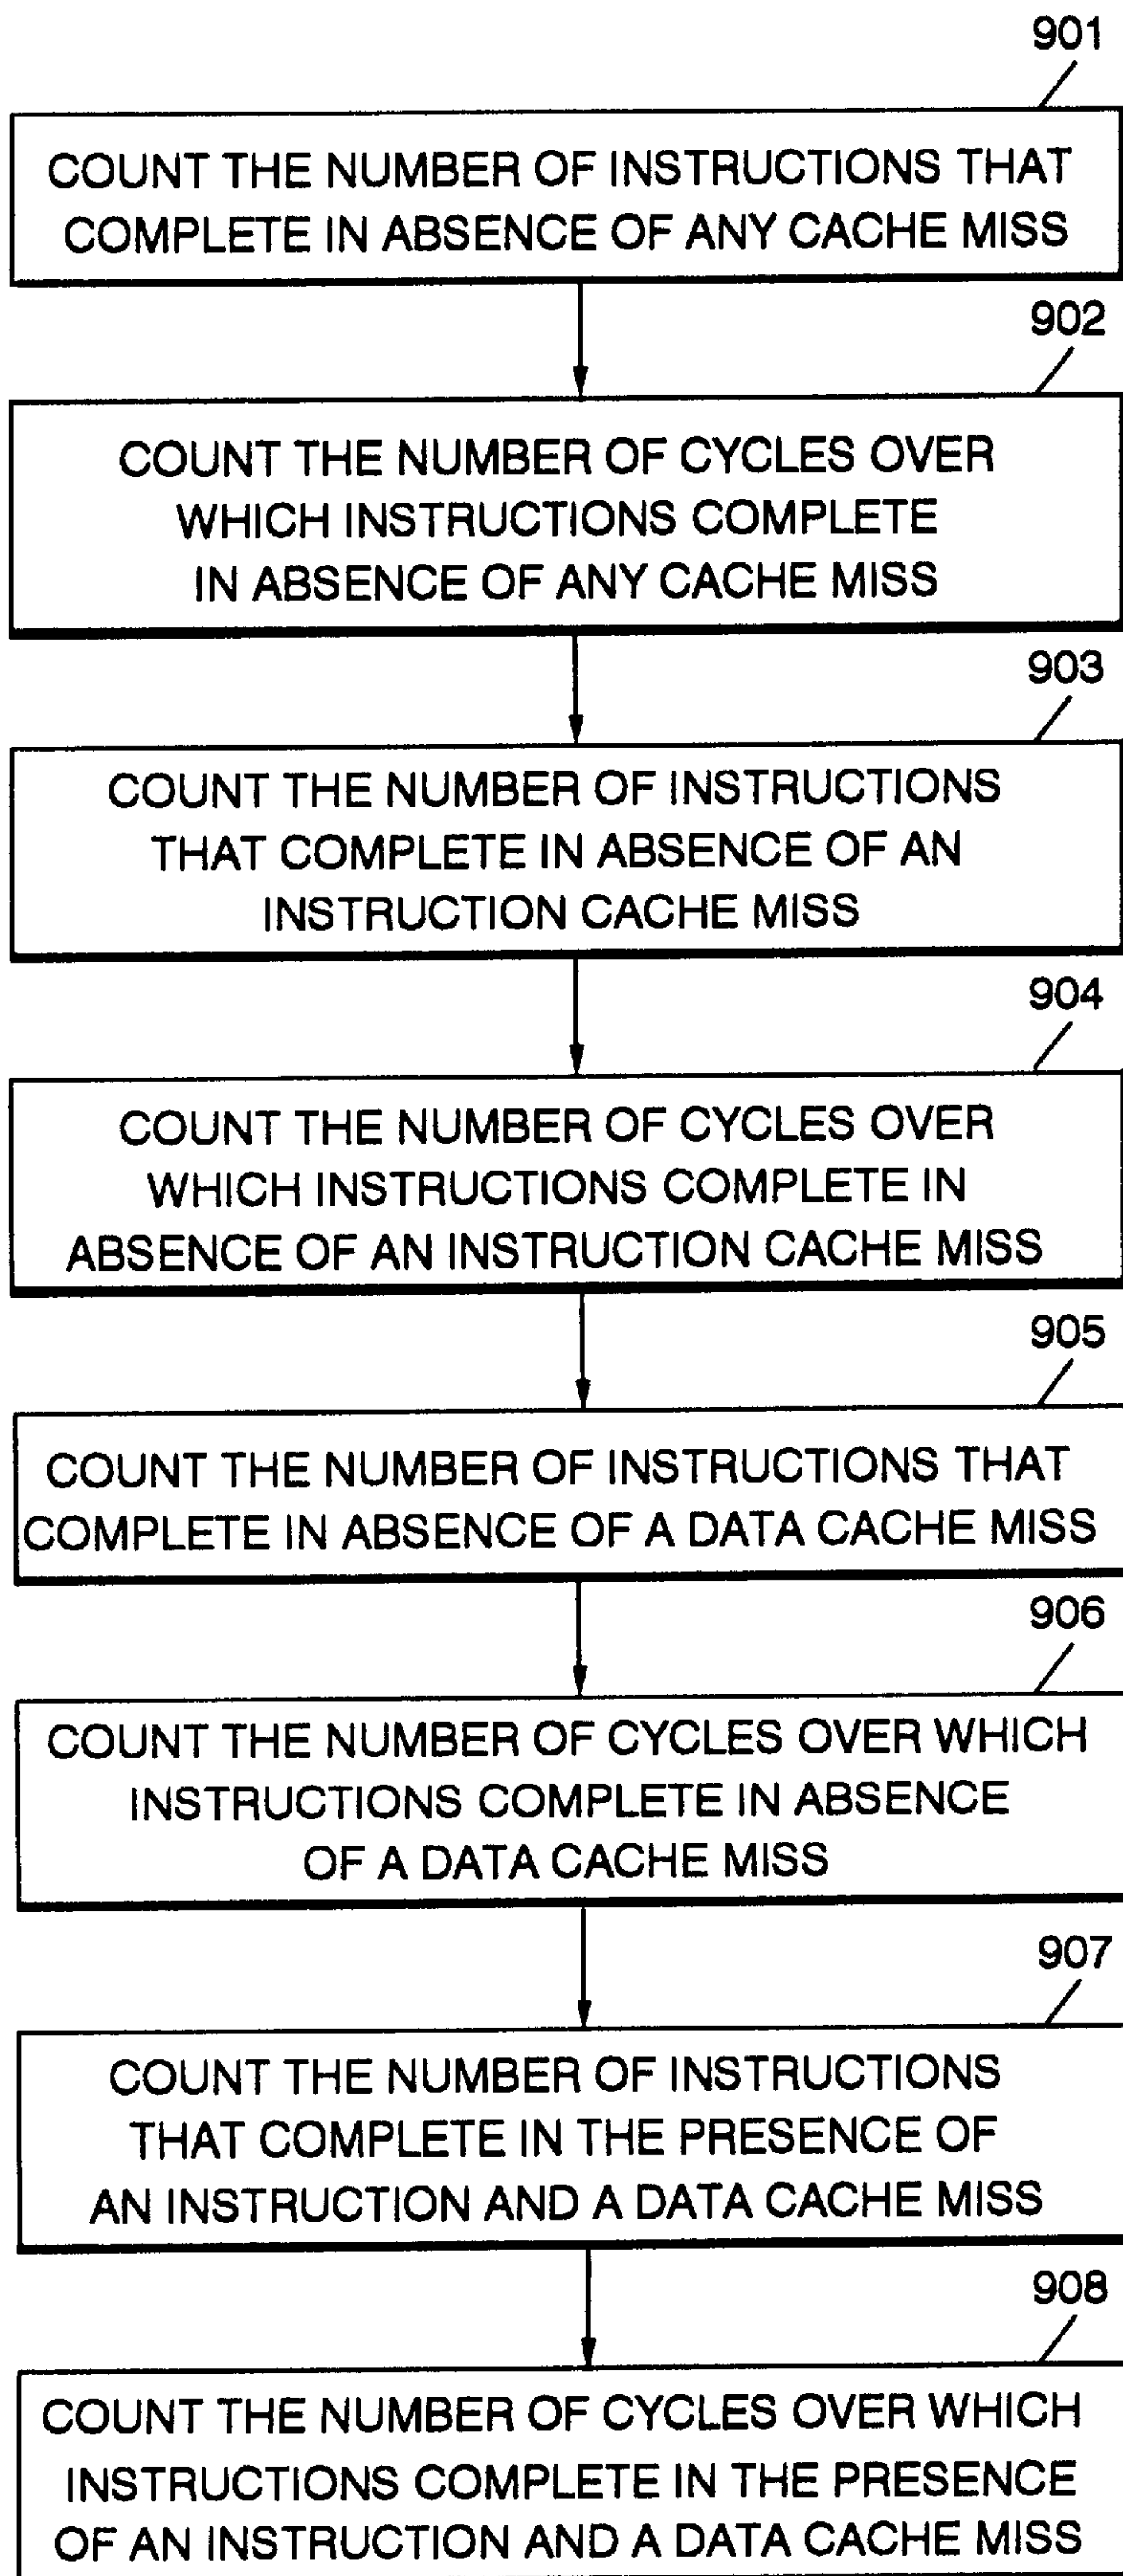 901
COUNT THE NUMBER OF INSTRUCTIONS THAT
COMPLETE IN ABSENCE OF ANY CACHE MISS
902
COUNT THE NUMBER OF CYCLES OVER
WHICH INSTRUCTIONS COMPLETE
IN ABSENCE OF ANY CACHE MISS
903
COUNT THE NUMBER OF INSTRUCTIONS
THAT COMPLETE IN ABSENCE OF AN
INSTRUCTION CACHE MISS
904
COUNT THE NUMBER OF CYCLES OVER
WHICH INSTRUCTIONS COMPLETE IN
ABSENCE OF AN INSTRUCTION CACHE MISS
905
COUNT THE NUMBER OF INSTRUCTIONS THAT
COMPLETE IN ABSENCE OF A DATA CACHE MISS
906
COUNT THE NUMBER OF CYCLES OVER WHICH
INSTRUCTIONS COMPLETE IN ABSENCE
OF A DATA CACHE MISS
907
COUNT THE NUMBER OF INSTRUCTIONS
THAT COMPLETE IN THE PRESENCE OF
AN INSTRUCTION AND A DATA CACHE MISS
908
COUNT THE NUMBER OF CYCLES OVER WHICH
INSTRUCTIONS COMPLETE IN THE PRESENCE
OF AN INSTRUCTION AND A DATA CACHE MISS